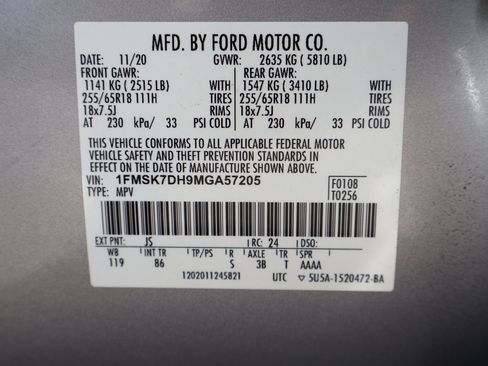 MFD. BY FORD MOTOR CO.
DATE: 11/20 GVWR: 2635 KG ( 5810 LB)
FRONT GAWR: REAR GAWR:
1141 KG ( 2515 LB) WITH 1547 KG ( 3410 LB) WITH
255/65R18 111H TIRES 255/65R18 111H TIRES
18x7.5J RIMS 18x7.5J RIMS
AT 230 kPa/ 33 PSI COLD AT 230 kPa/ 33 PSI COLD
THIS VEHICLE CONFORMS TO ALL APPLICABLE FEDERAL MOTOR
VEHICLE SAFETY AND THEFT PREVENTION STANDARDS IN
EFFECT ON THE DATE OF MANUFACTURE SHOWN ABOVE.
VIN: 1FMSK7DH9MGA57205 F0108
TYPE: MPV T0256
EXT PNT: JS RC: 24 DSO:
WB INT TR TP/PS R AXLE TR SPR
119 86 S 3B T AAAA
1202011245821 UTC ▽ 5U5A-1520472-BA